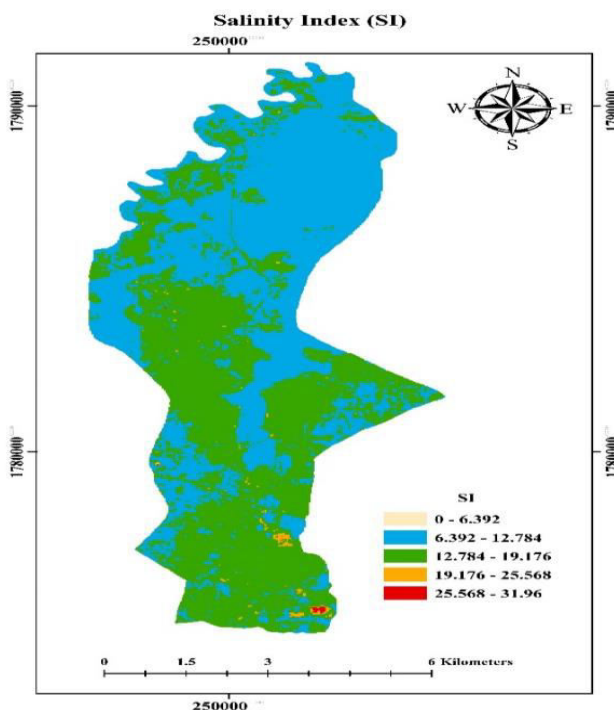 Salinity Index (SI)
250000
1790000
1790000
N
W E
S
1780000
1780000
SI
0 - 6.392
6.392 - 12.784
12.784 - 19.176
19.176 - 25.568
25.568 - 31.96
0 1.5 3 6 Kilometers
250000